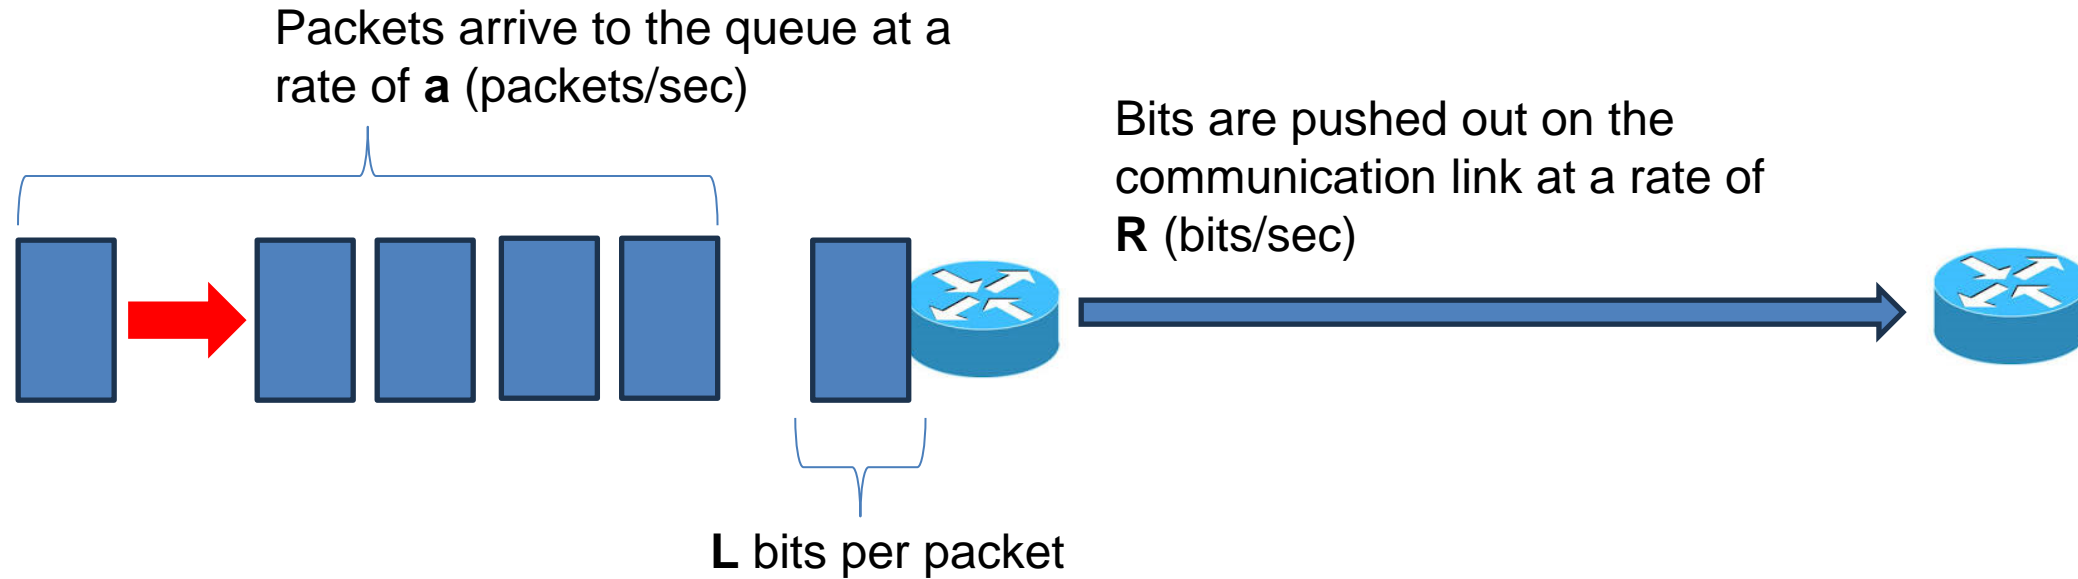 Packets arrive to the queue at a
rate of a (packets/sec)
Bits are pushed out on the
communication link at a rate of
R (bits/sec)
L bits per packet